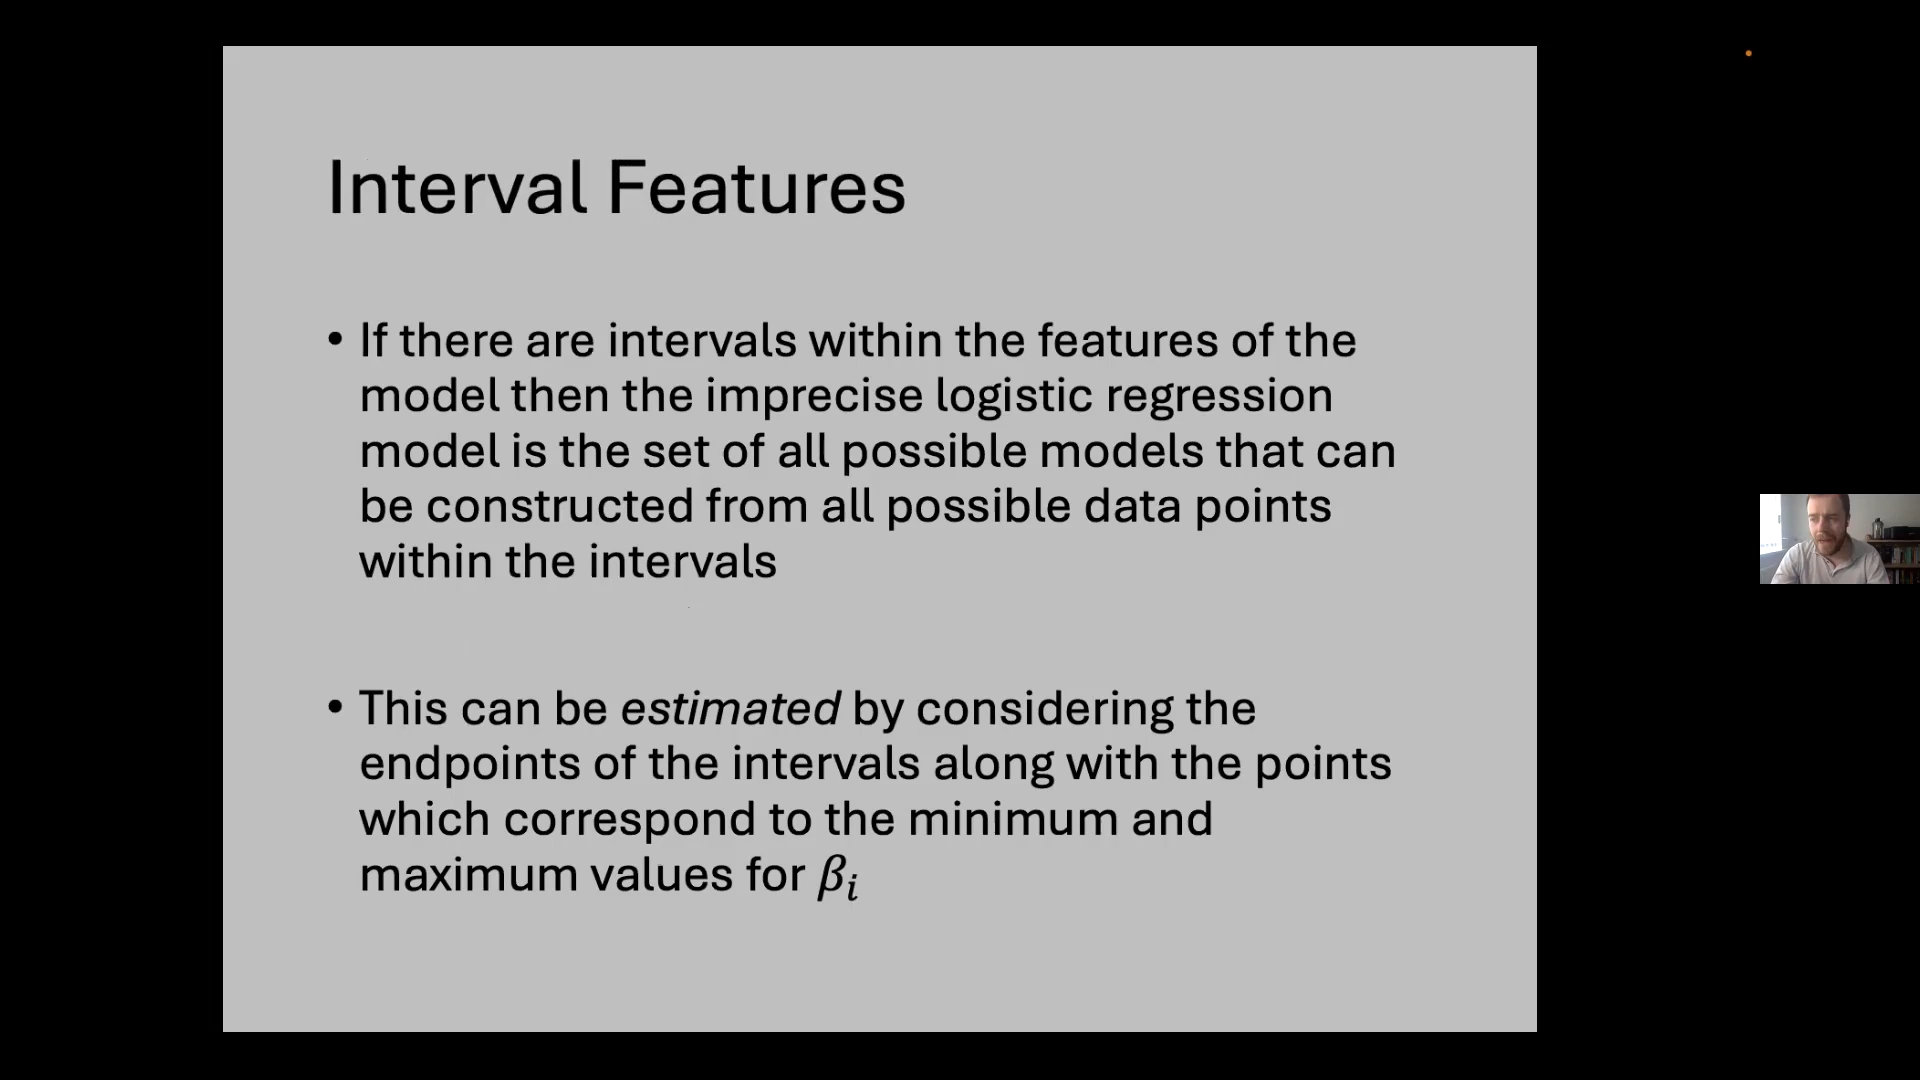 Interval Features
• If there are intervals within the features of the
model then the imprecise logistic regression
model is the set of all possible models that can
be constructed from all possible data points
within the intervals
• This can be estimated by considering the
endpoints of the intervals along with the points
which correspond to the minimum and
maximum values for βᵢ